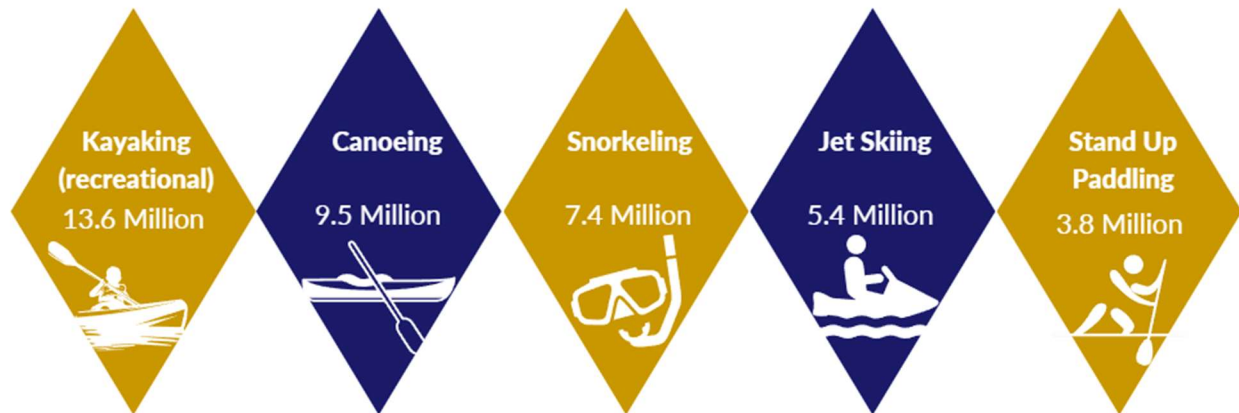 Kayaking
(recreational)
13.6 Million
Canoeing
9.5 Million
Snorkeling
7.4 Million
Jet Skiing
5.4 Million
Stand Up
Paddling
3.8 Million